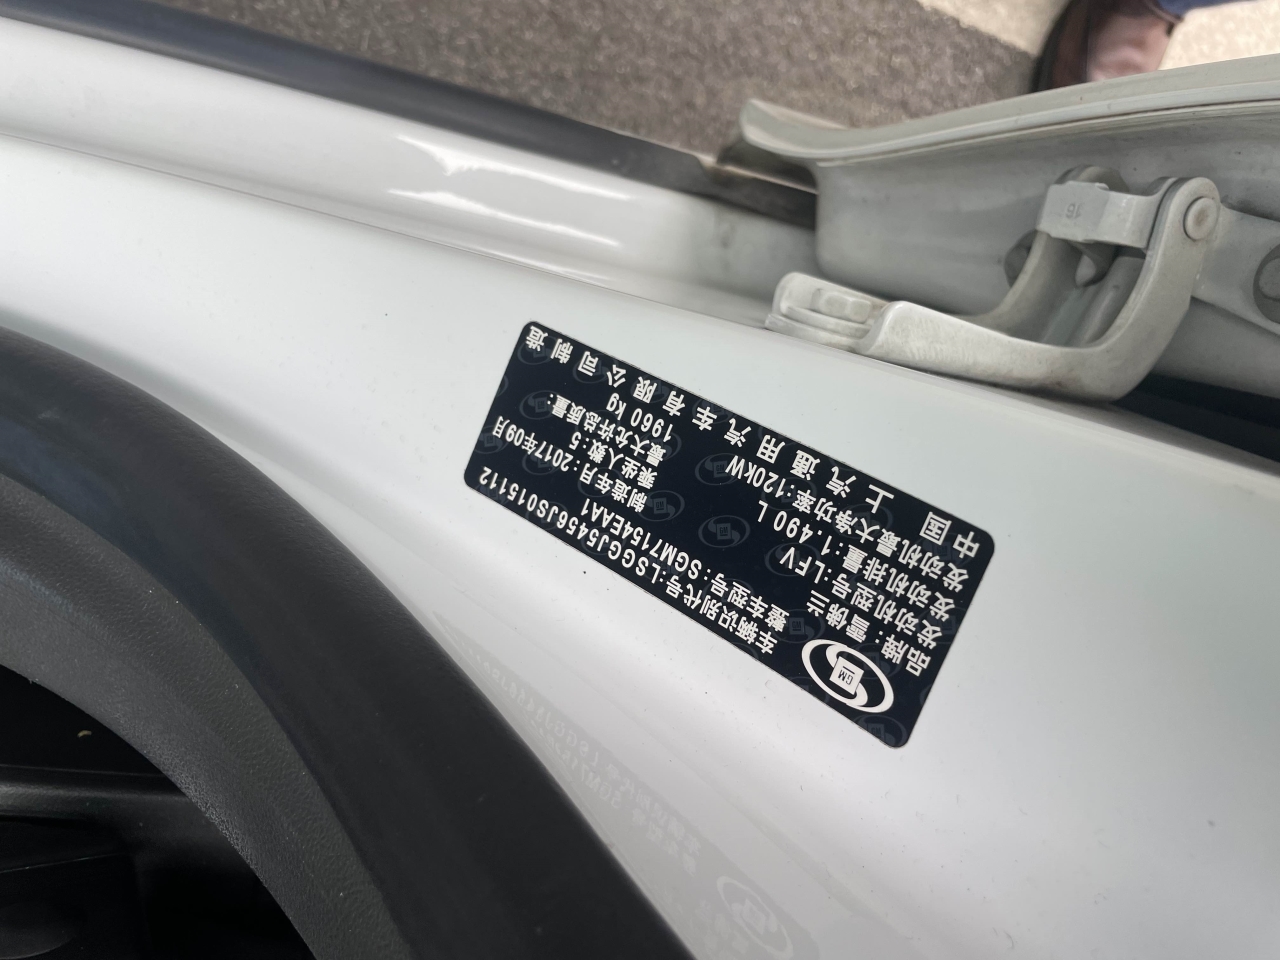 车辆识别代号:LSGGJ5456JS015112
整车型号:SGM7154EAA1
品牌:雪佛兰
制造年月:2017年09月
发动机型号:LFV
乘坐人数:5
发动机排量:1.490 L
最大允许总质量:
1960 kg
发动机最大净功率:120kW
中国 上汽通用汽车有限公司制造
GM
16